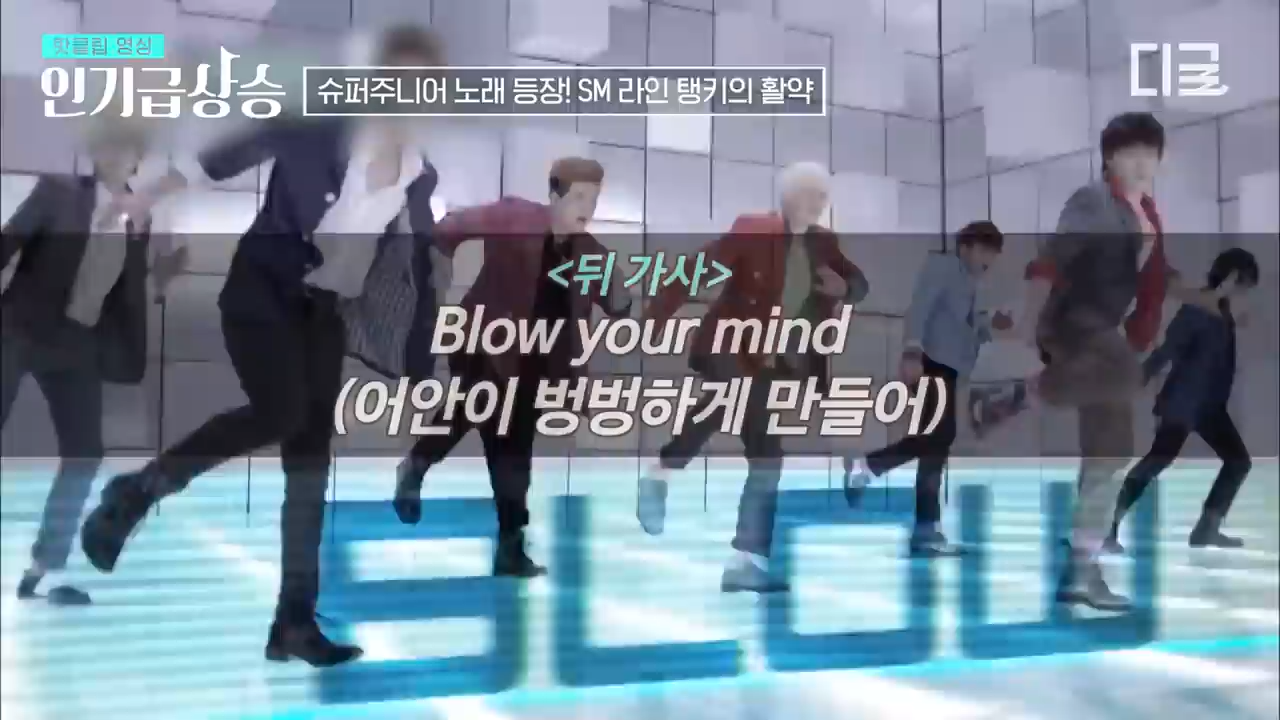 핫클립 영상
인기급상승
슈퍼주니어 노래 등장! SM 라인 탱키의 활약
디글
<뒤 가사>
Blow your mind
(어안이 벙벙하게 만들어)
BLOW